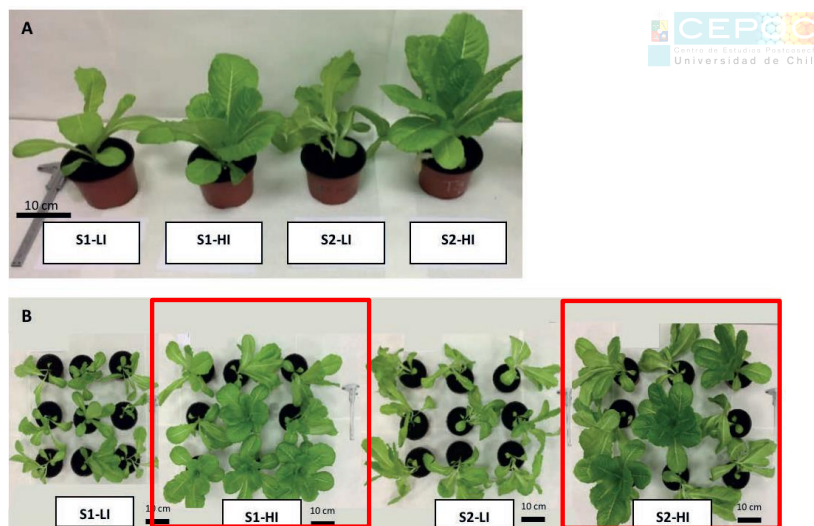 A
CEPOC
Centro de Estudios Postcosecha
Universidad de Chil
10 cm
S1-LI
S1-HI
S2-LI
S2-HI
B
S1-LI
10 cm
S1-HI
10 cm
S2-LI
10 cm
S2-HI
10 cm